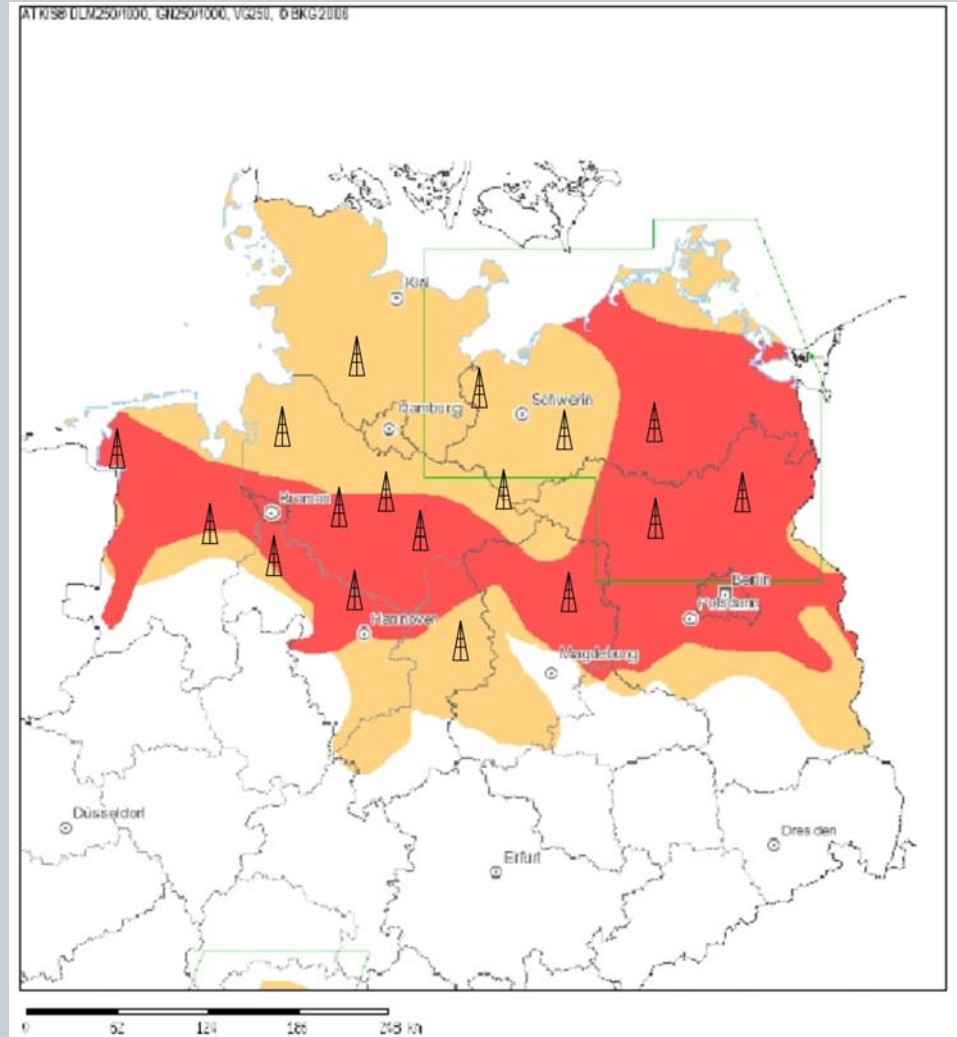 ATKIS® DLM250/1000, GN250/1000, VG250, © BKG 2006
Kiel
Schwerin
Hamburg
Bremen
Berlin
Potsdam
Hannover
Magdeburg
Düsseldorf
Dresden
Erfurt
0 62 124 186 248 km